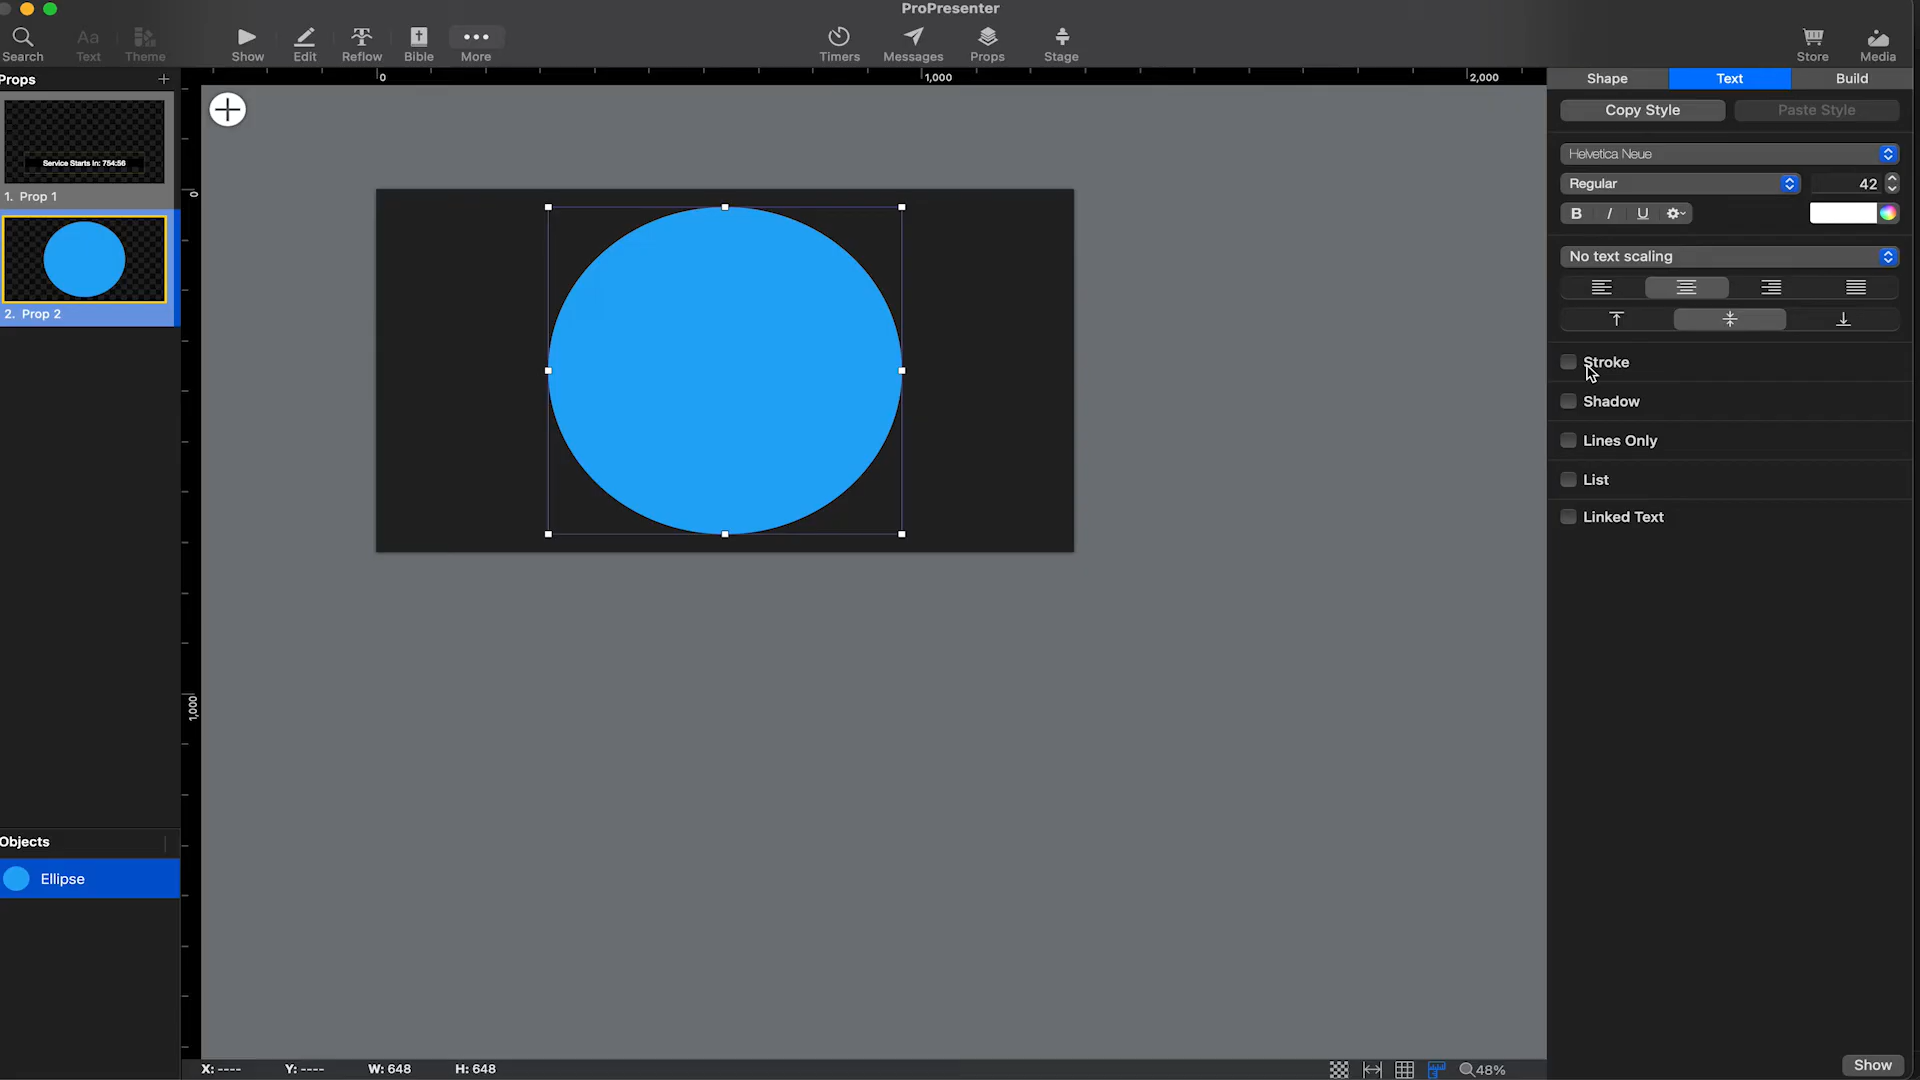 ProPresenter
Search
Text
Theme
Show
Edit
Reflow
Bible
More
Timers
Messages
Props
Stage
Store
Media
Props
0
1,000
2,000
Shape
Text
Build
Copy Style
Paste Style
Service Starts In: 754:56
1. Prop 1
2. Prop 2
0
1,000
Helvetica Neue
Regular
42
B I U
No text scaling
Stroke
Shadow
Lines Only
List
Linked Text
Objects
Ellipse
X: ----
Y: ----
W: 648
H: 648
48%
Show